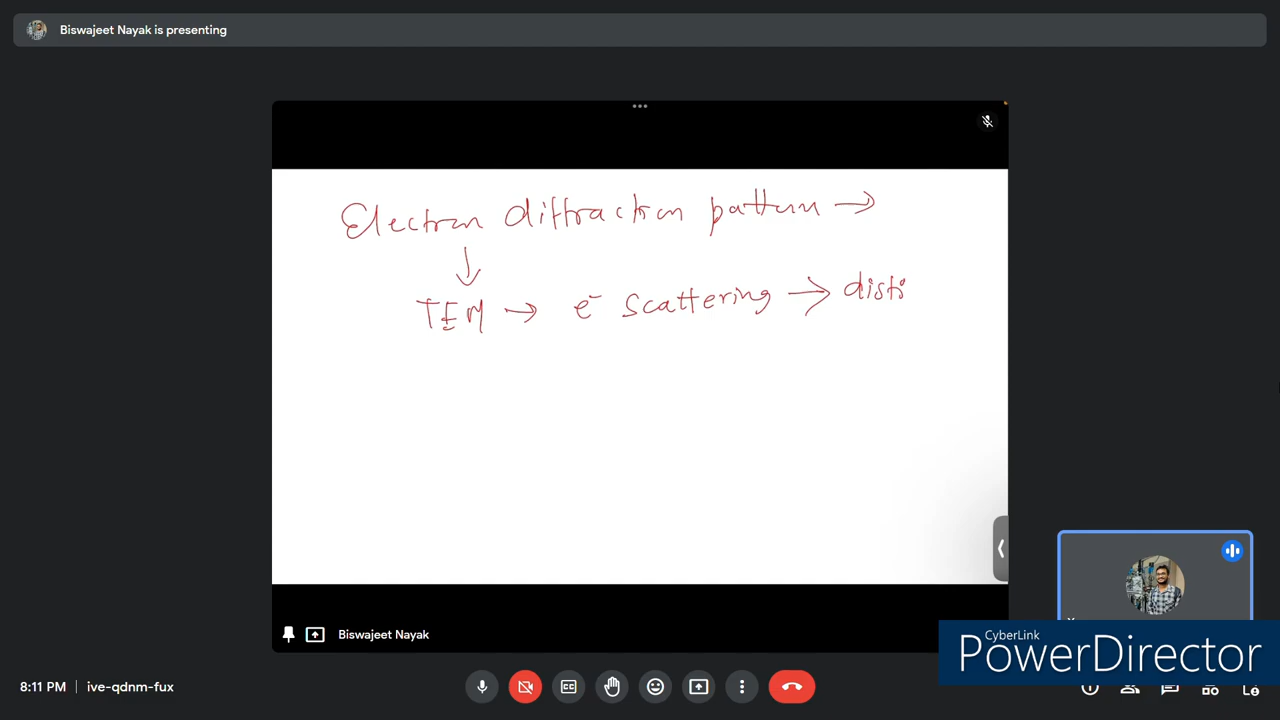 Biswajeet Nayak is presenting
Electron diffraction pattern →
↓
TEM → e⁻ scattering → disti
Biswajeet Nayak
8:11 PM | ive-qdnm-fux
CyberLink
PowerDirector